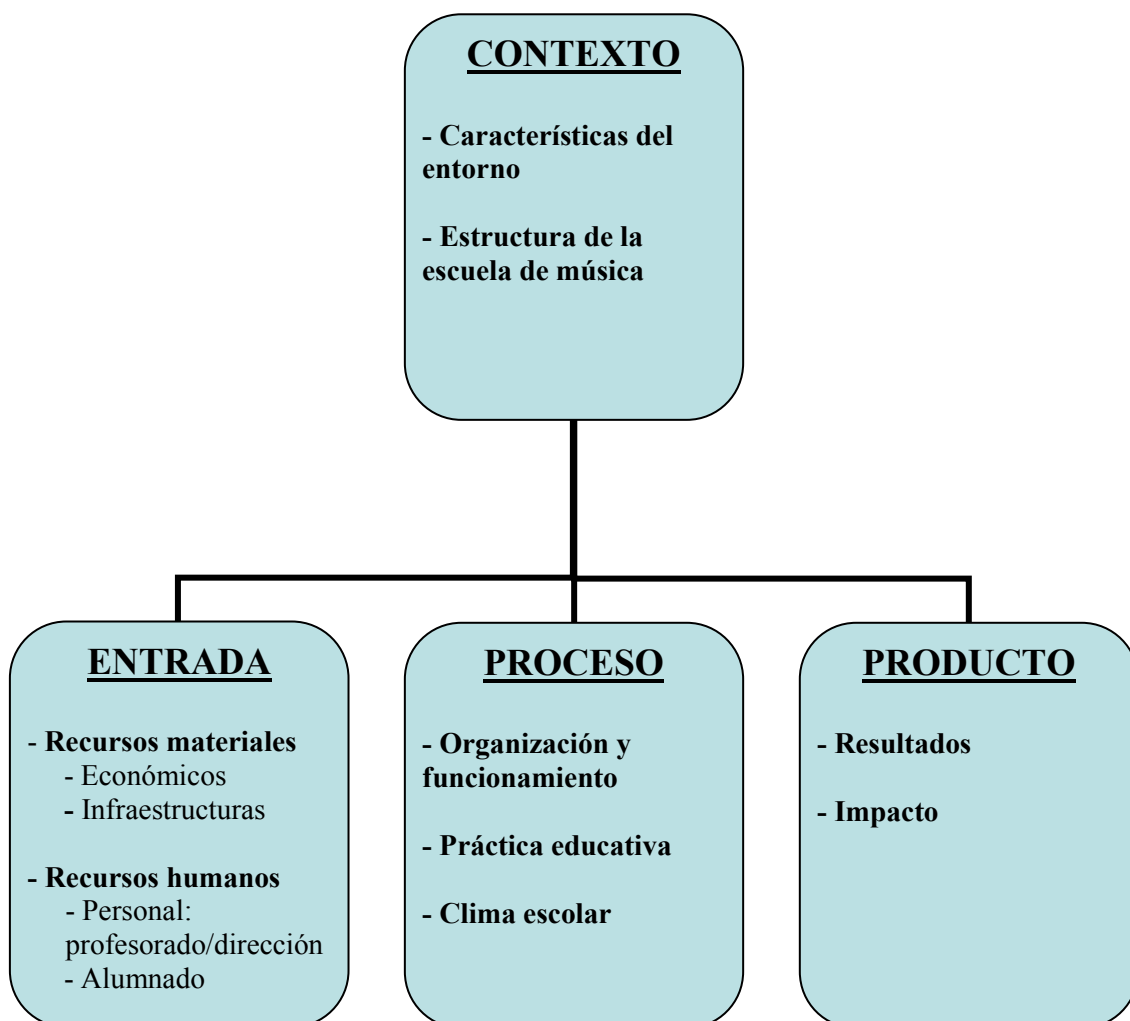 CONTEXTO
- Características del
entorno
- Estructura de la
escuela de música
ENTRADA
- Recursos materiales
- Económicos
- Infraestructuras
- Recursos humanos
- Personal:
profesorado/dirección
- Alumnado
PROCESO
- Organización y
funcionamiento
- Práctica educativa
- Clima escolar
PRODUCTO
- Resultados
- Impacto